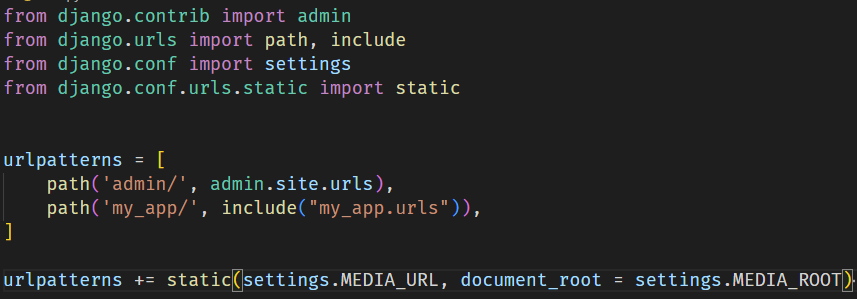 from django.contrib import admin
from django.urls import path, include
from django.conf import settings
from django.conf.urls.static import static
urlpatterns = [
    path('admin/', admin.site.urls),
    path('my_app/', include("my_app.urls")),
]
urlpatterns += static(settings.MEDIA_URL, document_root = settings.MEDIA_ROOT)